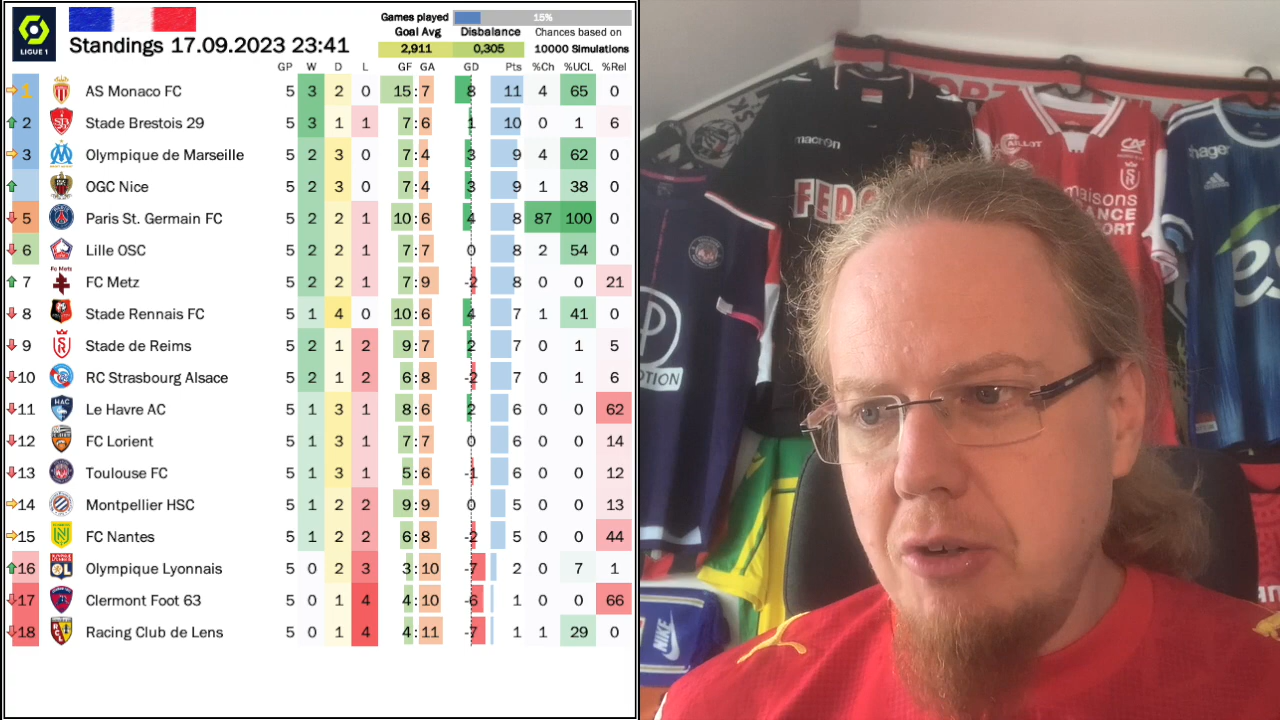 LIGUE 1
Standings 17.09.2023 23:41
Games played 15%
Goal Avg Disbalance Chances based on
2,911 0,305 10000 Simulations
GP W D L GF GA GD Pts %Ch %UCL %Rel
1 AS Monaco FC 5 3 2 0 15:7 8 11 4 65 0
2 Stade Brestois 29 5 3 1 1 7:6 1 10 0 1 6
3 Olympique de Marseille 5 2 3 0 7:4 3 9 4 62 0
OGC Nice 5 2 3 0 7:4 3 9 1 38 0
5 Paris St. Germain FC 5 2 2 1 10:6 4 8 87 100 0
6 Lille OSC 5 2 2 1 7:7 0 8 2 54 0
Fc Metz
7 FC Metz 5 2 2 1 7:9 -2 8 0 0 21
8 Stade Rennais FC 5 1 4 0 10:6 4 7 1 41 0
9 Stade de Reims 5 2 1 2 9:7 2 7 0 1 5
10 RC Strasbourg Alsace 5 2 1 2 6:8 -2 7 0 1 6
HAC
11 Le Havre AC 5 1 3 1 8:6 2 6 0 0 62
12 FC Lorient 5 1 3 1 7:7 0 6 0 0 14
13 Toulouse FC 5 1 3 1 5:6 -1 6 0 0 12
14 Montpellier HSC 5 1 2 2 9:9 0 5 0 0 13
15 FC Nantes 5 1 2 2 6:8 -2 5 0 0 44
16 Olympique Lyonnais 5 0 2 3 3:10 -7 2 0 7 1
17 Clermont Foot 63 5 0 1 4 4:10 -6 1 0 0 66
18 Racing Club de Lens 5 0 1 4 4:11 -7 1 1 29 0
macron
FEDC
maisons
ANCE
FORT
hager
es
OTION
NIKE